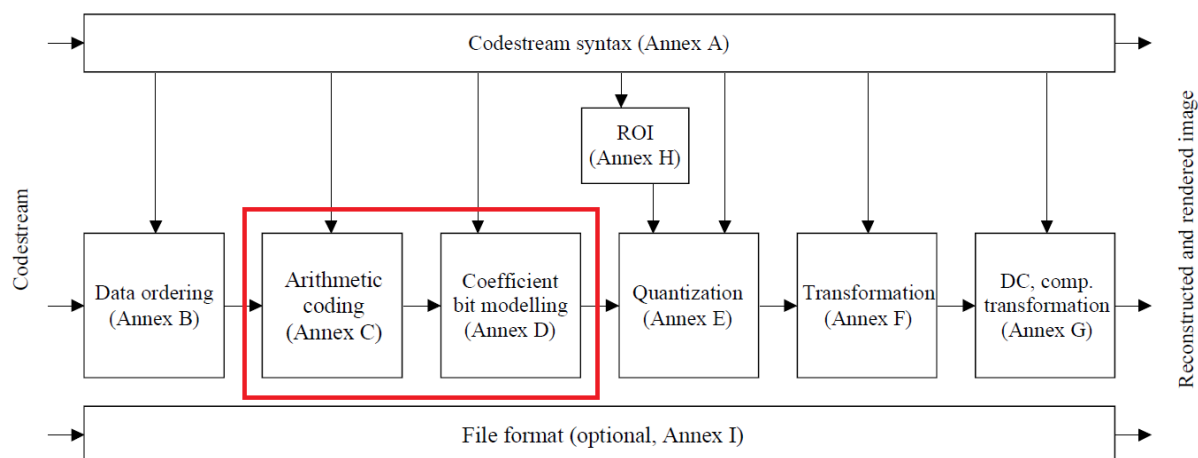 Codestream syntax (Annex A)
ROI
(Annex H)
Codestream
Data ordering
(Annex B)
Arithmetic
coding
(Annex C)
Coefficient
bit modelling
(Annex D)
Quantization
(Annex E)
Transformation
(Annex F)
DC, comp.
transformation
(Annex G)
Reconstructed and rendered image
File format (optional, Annex I)